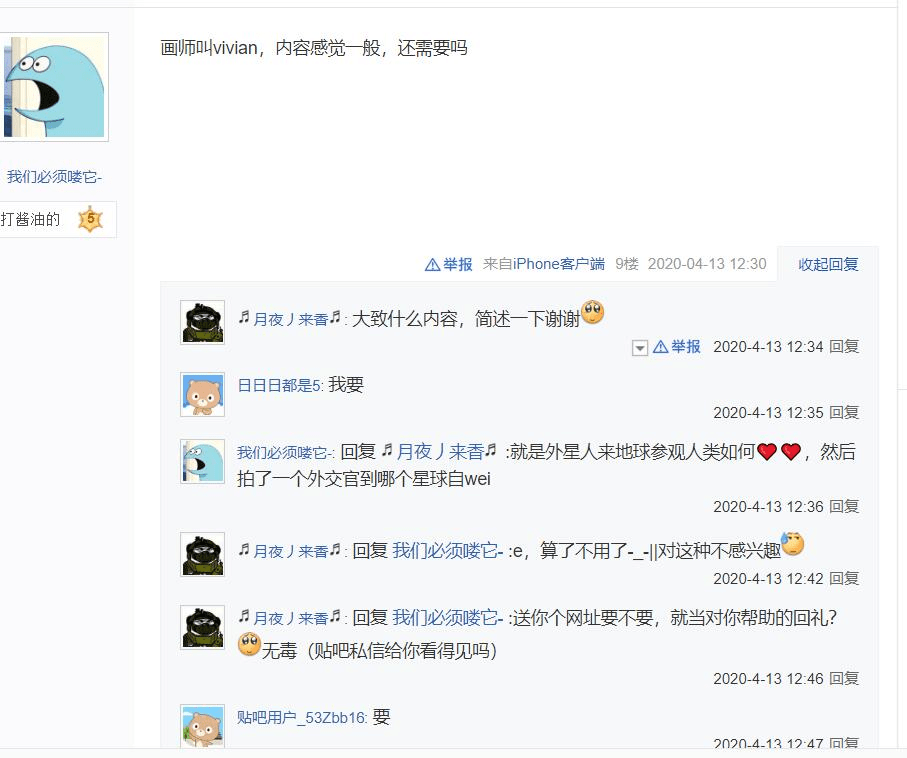 画师叫vivian，内容感觉一般，还需要吗
我们必须喽它-
打酱油的 5
举报 来自iPhone客户端 9楼 2020-04-13 12:30 收起回复
♬月夜丿来香♬: 大致什么内容，简述一下谢谢
举报 2020-4-13 12:34 回复
日日日都是5: 我要
2020-4-13 12:35 回复
我们必须喽它-: 回复 ♬月夜丿来香♬ :就是外星人来地球参观人类如何❤❤，然后
拍了一个外交官到哪个星球自wei
2020-4-13 12:36 回复
♬月夜丿来香♬: 回复 我们必须喽它- :e，算了不用了-_-||对这种不感兴趣
2020-4-13 12:42 回复
♬月夜丿来香♬: 回复 我们必须喽它- :送你个网址要不要，就当对你帮助的回礼？
无毒（贴吧私信给你看得见吗）
2020-4-13 12:46 回复
贴吧用户_53Zbb16: 要
2020-4-13 12:47 回复